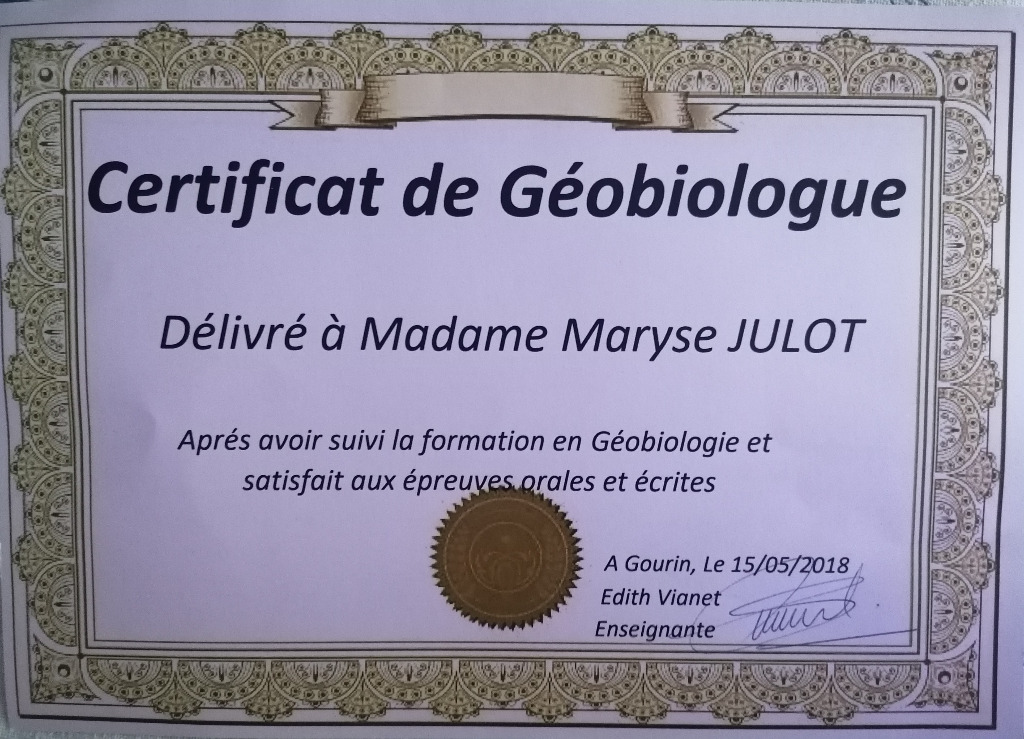 Certificat de Géobiologue
Délivré à Madame Maryse JULOT
Aprés avoir suivi la formation en Géobiologie et
satisfait aux épreuves orales et écrites
A Gourin, Le 15/05/2018
Edith Vianet
Enseignante